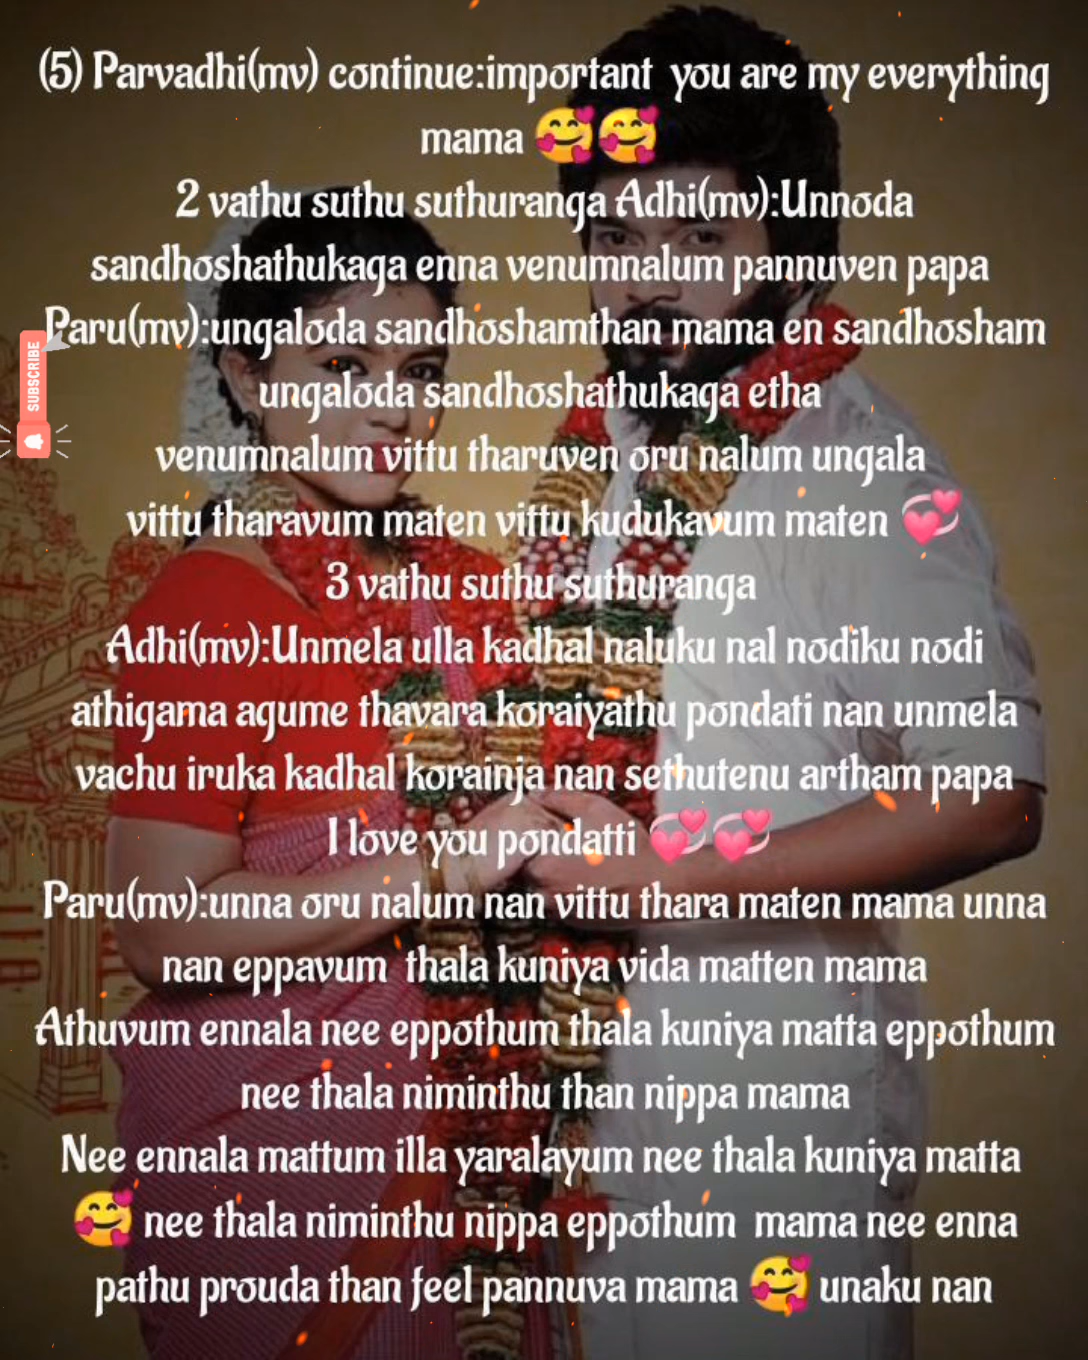 (5) Parvadhi(mv) continue:important you are my everything
mama 🥰🥰
2 vathu suthu suthuranga Adhi(mv):Unnoda
sandhoshathukaga enna venumnalum pannuven papa
Paru(mv):ungaloda sandhoshamthan mama en sandhosham
ungaloda sandhoshathukaga etha
venumnalum vittu tharuven oru nalum ungala
vittu tharavum maten vittu kudukavum maten 💞
3 vathu suthu suthuranga
Adhi(mv):Unmela ulla kadhal naluku nal nodiku nodi
athigama agume thavara koraiyathu pondati nan unmela
vachu iruka kadhal korainja nan sethutenu artham papa
I love you pondatti 💞💞
Paru(mv):unna oru nalum nan vittu thara maten mama unna
nan eppavum thala kuniya vida matten mama
Athuvum ennala nee eppothum thala kuniya matta eppothum
nee thala niminthu than nippa mama
Nee ennala mattum illa yaralayum nee thala kuniya matta
🥰 nee thala niminthu nippa eppothum mama nee enna
pathu prouda than feel pannuva mama 🥰 unaku nan
SUBSCRIBE